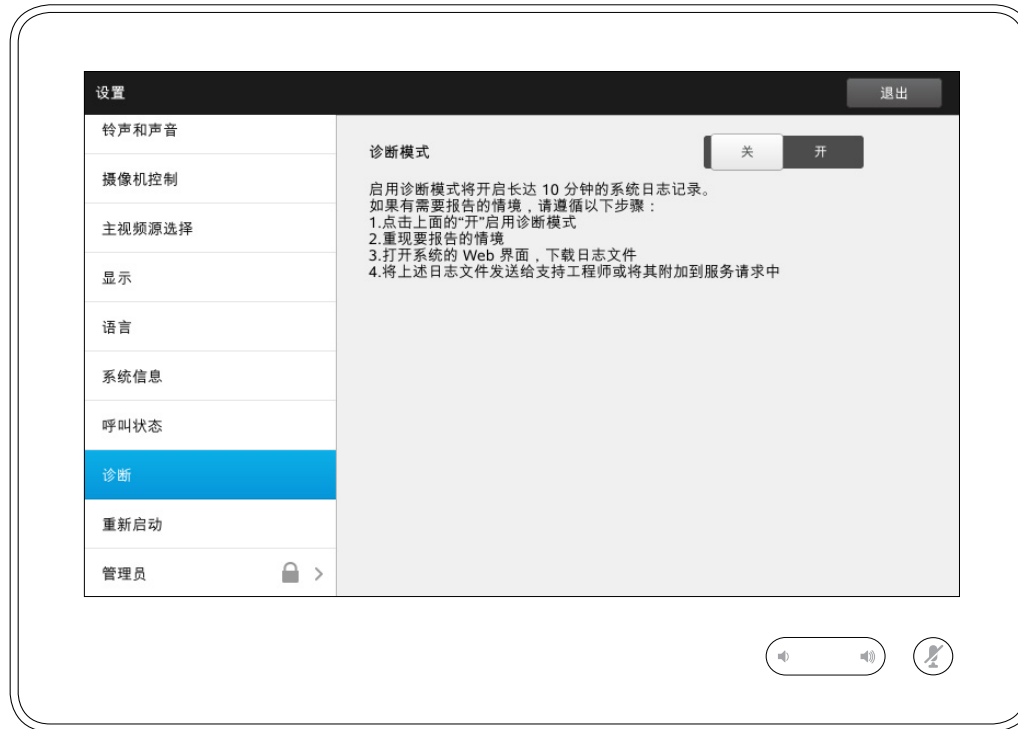 设置
退出
铃声和声音
摄像机控制
主视频源选择
显示
语言
系统信息
呼叫状态
诊断
重新启动
管理员
诊断模式
关
开
启用诊断模式将开启长达 10 分钟的系统日志记录。
如果有需要报告的情境，请遵循以下步骤：
1.点击上面的“开”启用诊断模式
2.重现要报告的情境
3.打开系统的 Web 界面，下载日志文件
4.将上述日志文件发送给支持工程师或将其附加到服务请求中